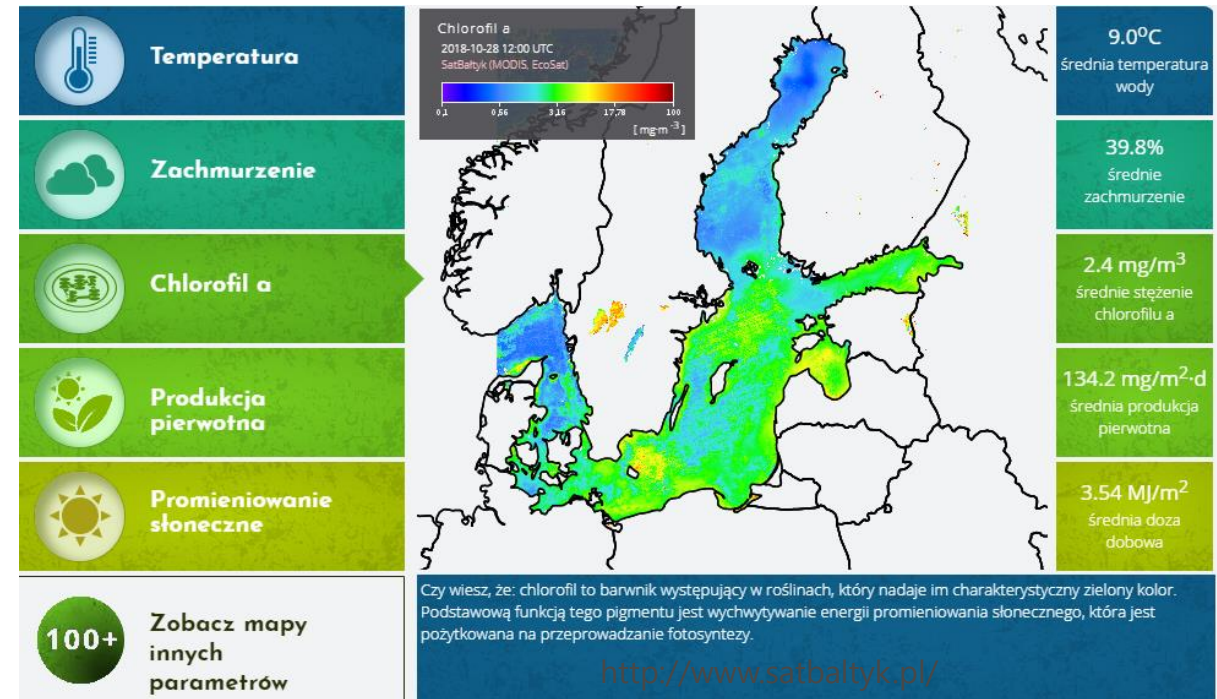 Temperatura
Zachmurzenie
Chlorofil a
Produkcja
pierwotna
Promieniowanie
słoneczne
100+
Zobacz mapy
innych
parametrów
Chlorofil a
2018-10-28 12:00 UTC
SatBałtyk (MODIS, EcoSat)
0,1 0,56 3,16 17,78 100
[mg·m⁻³]
9.0⁰C
średnia temperatura
wody
39.8%
średnie
zachmurzenie
2.4 mg/m³
średnie stężenie
chlorofilu a
134.2 mg/m²·d
średnia produkcja
pierwotna
3.54 MJ/m²
średnia doza
dobowa
Czy wiesz, że: chlorofil to barwnik występujący w roślinach, który nadaje im charakterystyczny zielony kolor.
Podstawową funkcją tego pigmentu jest wychwytywanie energii promieniowania słonecznego, która jest
pożytkowana na przeprowadzanie fotosyntezy.
http://www.satbaltyk.pl/